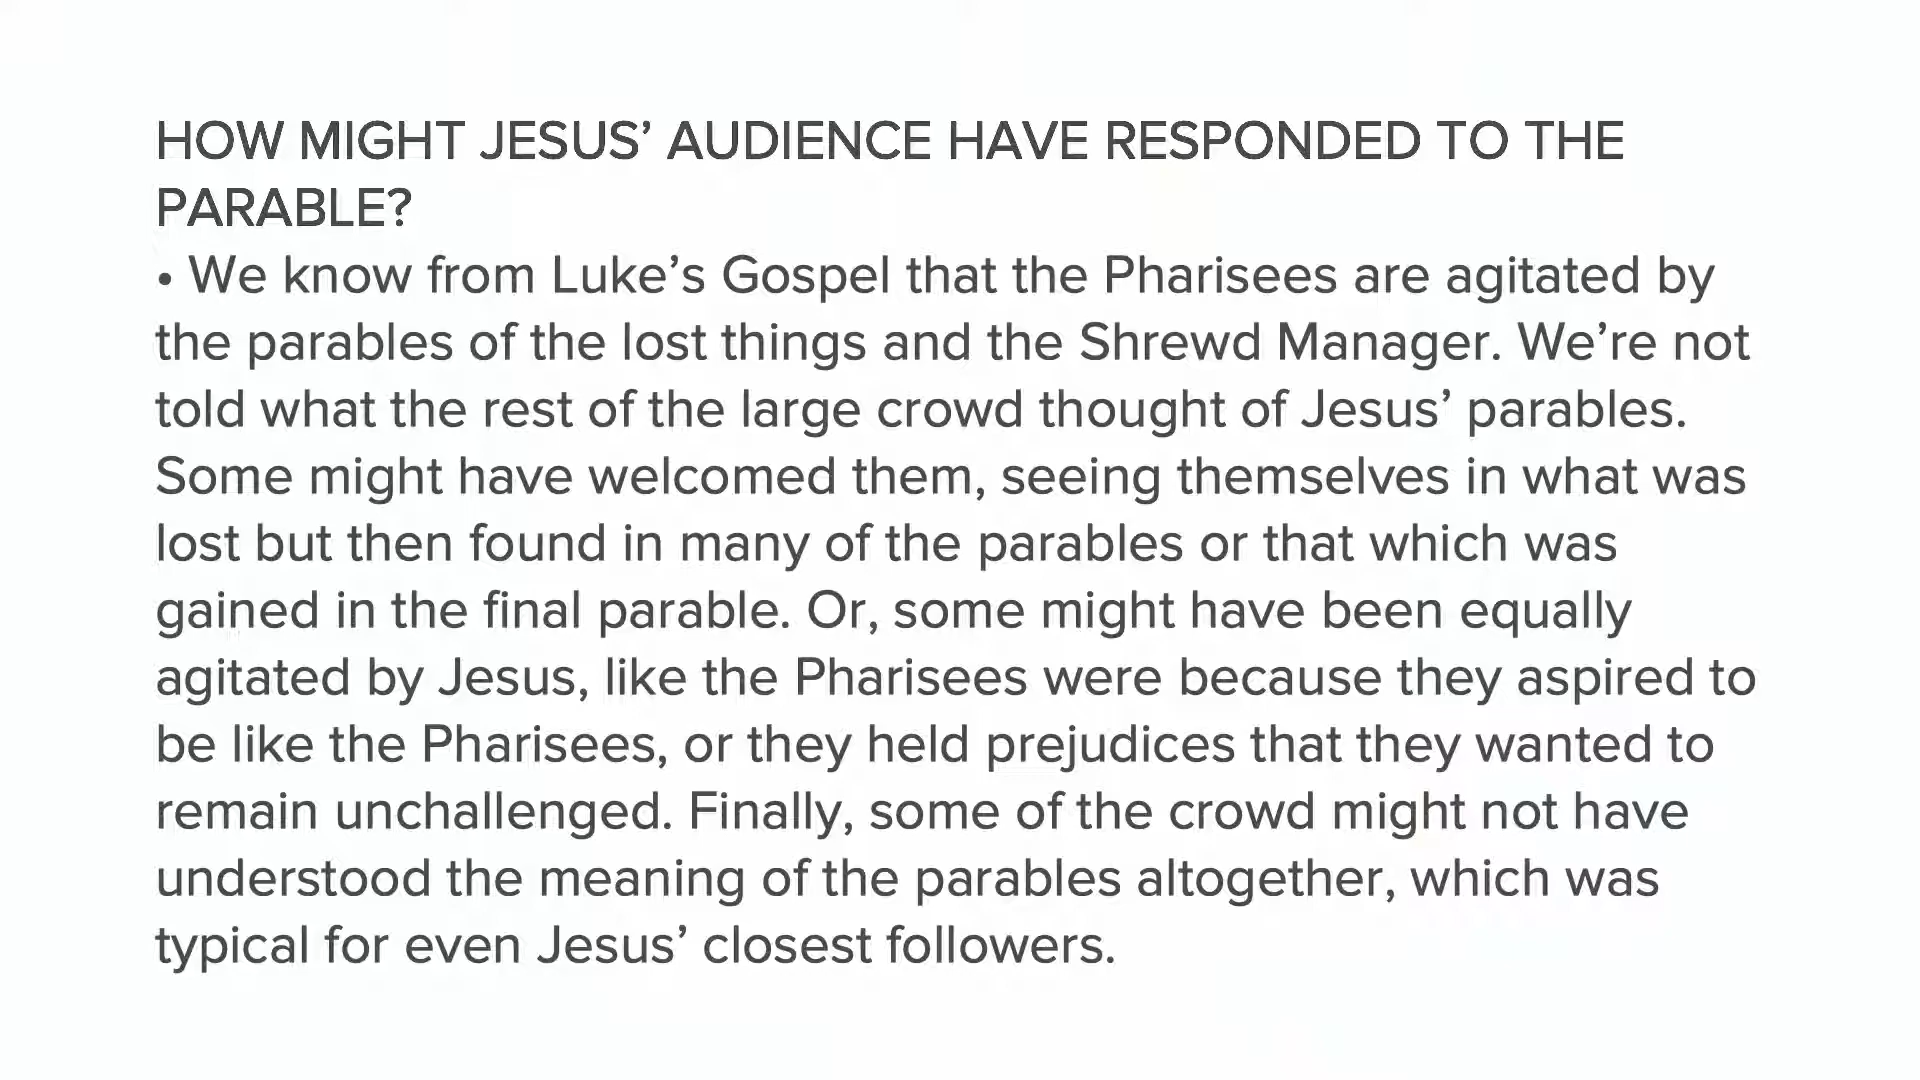 HOW MIGHT JESUS’ AUDIENCE HAVE RESPONDED TO THE
PARABLE?
• We know from Luke’s Gospel that the Pharisees are agitated by
the parables of the lost things and the Shrewd Manager. We’re not
told what the rest of the large crowd thought of Jesus’ parables.
Some might have welcomed them, seeing themselves in what was
lost but then found in many of the parables or that which was
gained in the final parable. Or, some might have been equally
agitated by Jesus, like the Pharisees were because they aspired to
be like the Pharisees, or they held prejudices that they wanted to
remain unchallenged. Finally, some of the crowd might not have
understood the meaning of the parables altogether, which was
typical for even Jesus’ closest followers.